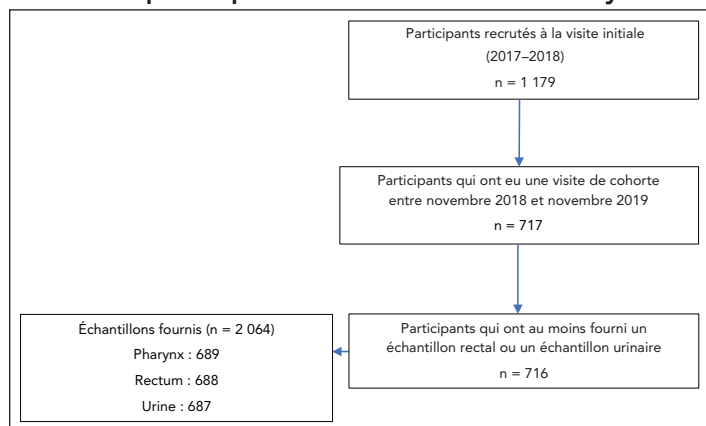 Participants recrutés à la visite initiale
(2017–2018)
n = 1 179
Participants qui ont eu une visite de cohorte
entre novembre 2018 et novembre 2019
n = 717
Participants qui ont au moins fourni un
échantillon rectal ou un échantillon urinaire
n = 716
Échantillons fournis (n = 2 064)
Pharynx : 689
Rectum : 688
Urine : 687